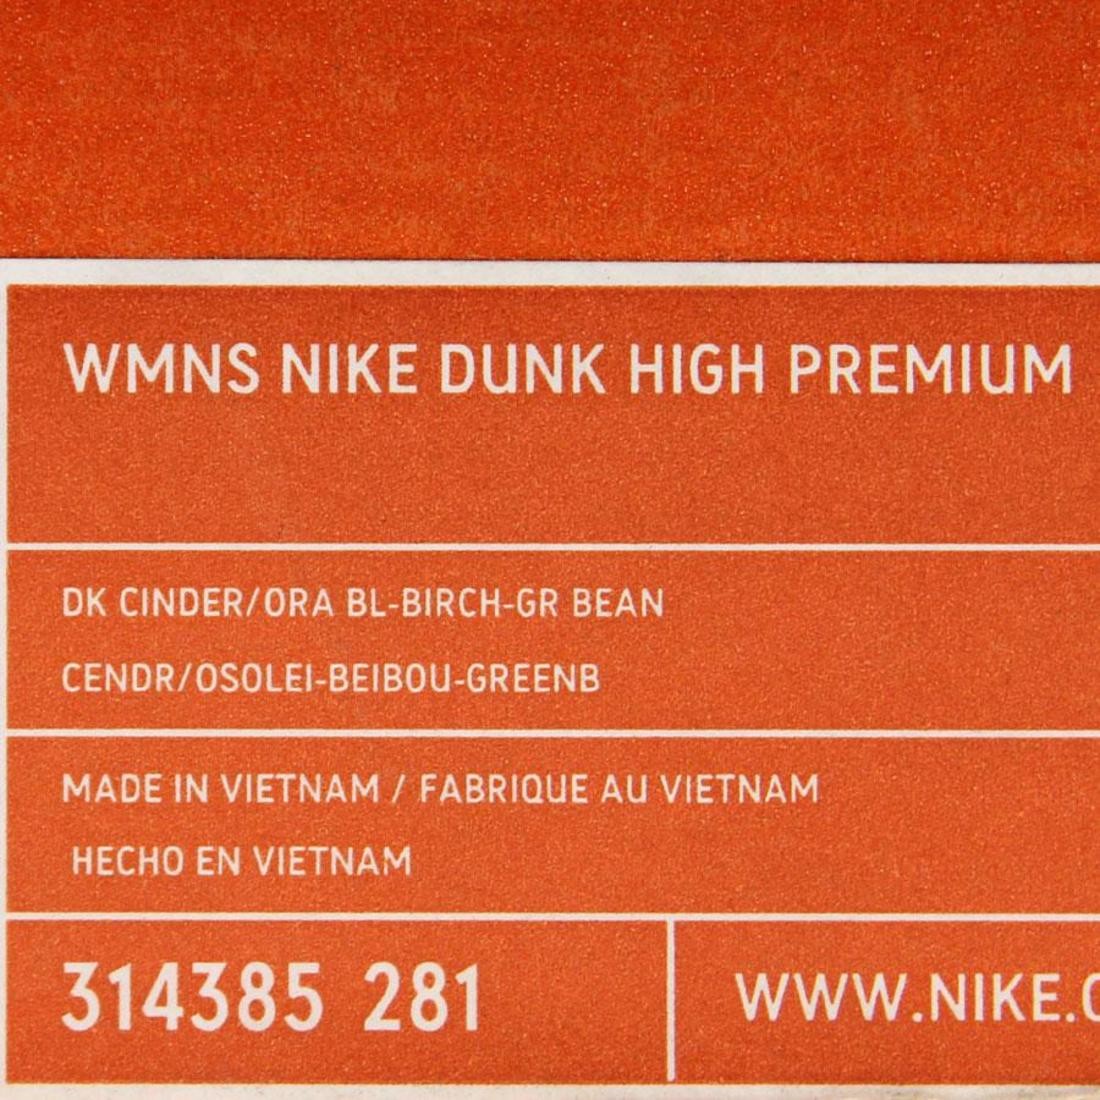 WMNS NIKE DUNK HIGH PREMIUM
DK CINDER/ORA BL-BIRCH-GR BEAN
CENDR/OSOLEI-BEIBOU-GREENB
MADE IN VIETNAM / FABRIQUE AU VIETNAM
HECHO EN VIETNAM
314385 281
WWW.NIKE.C